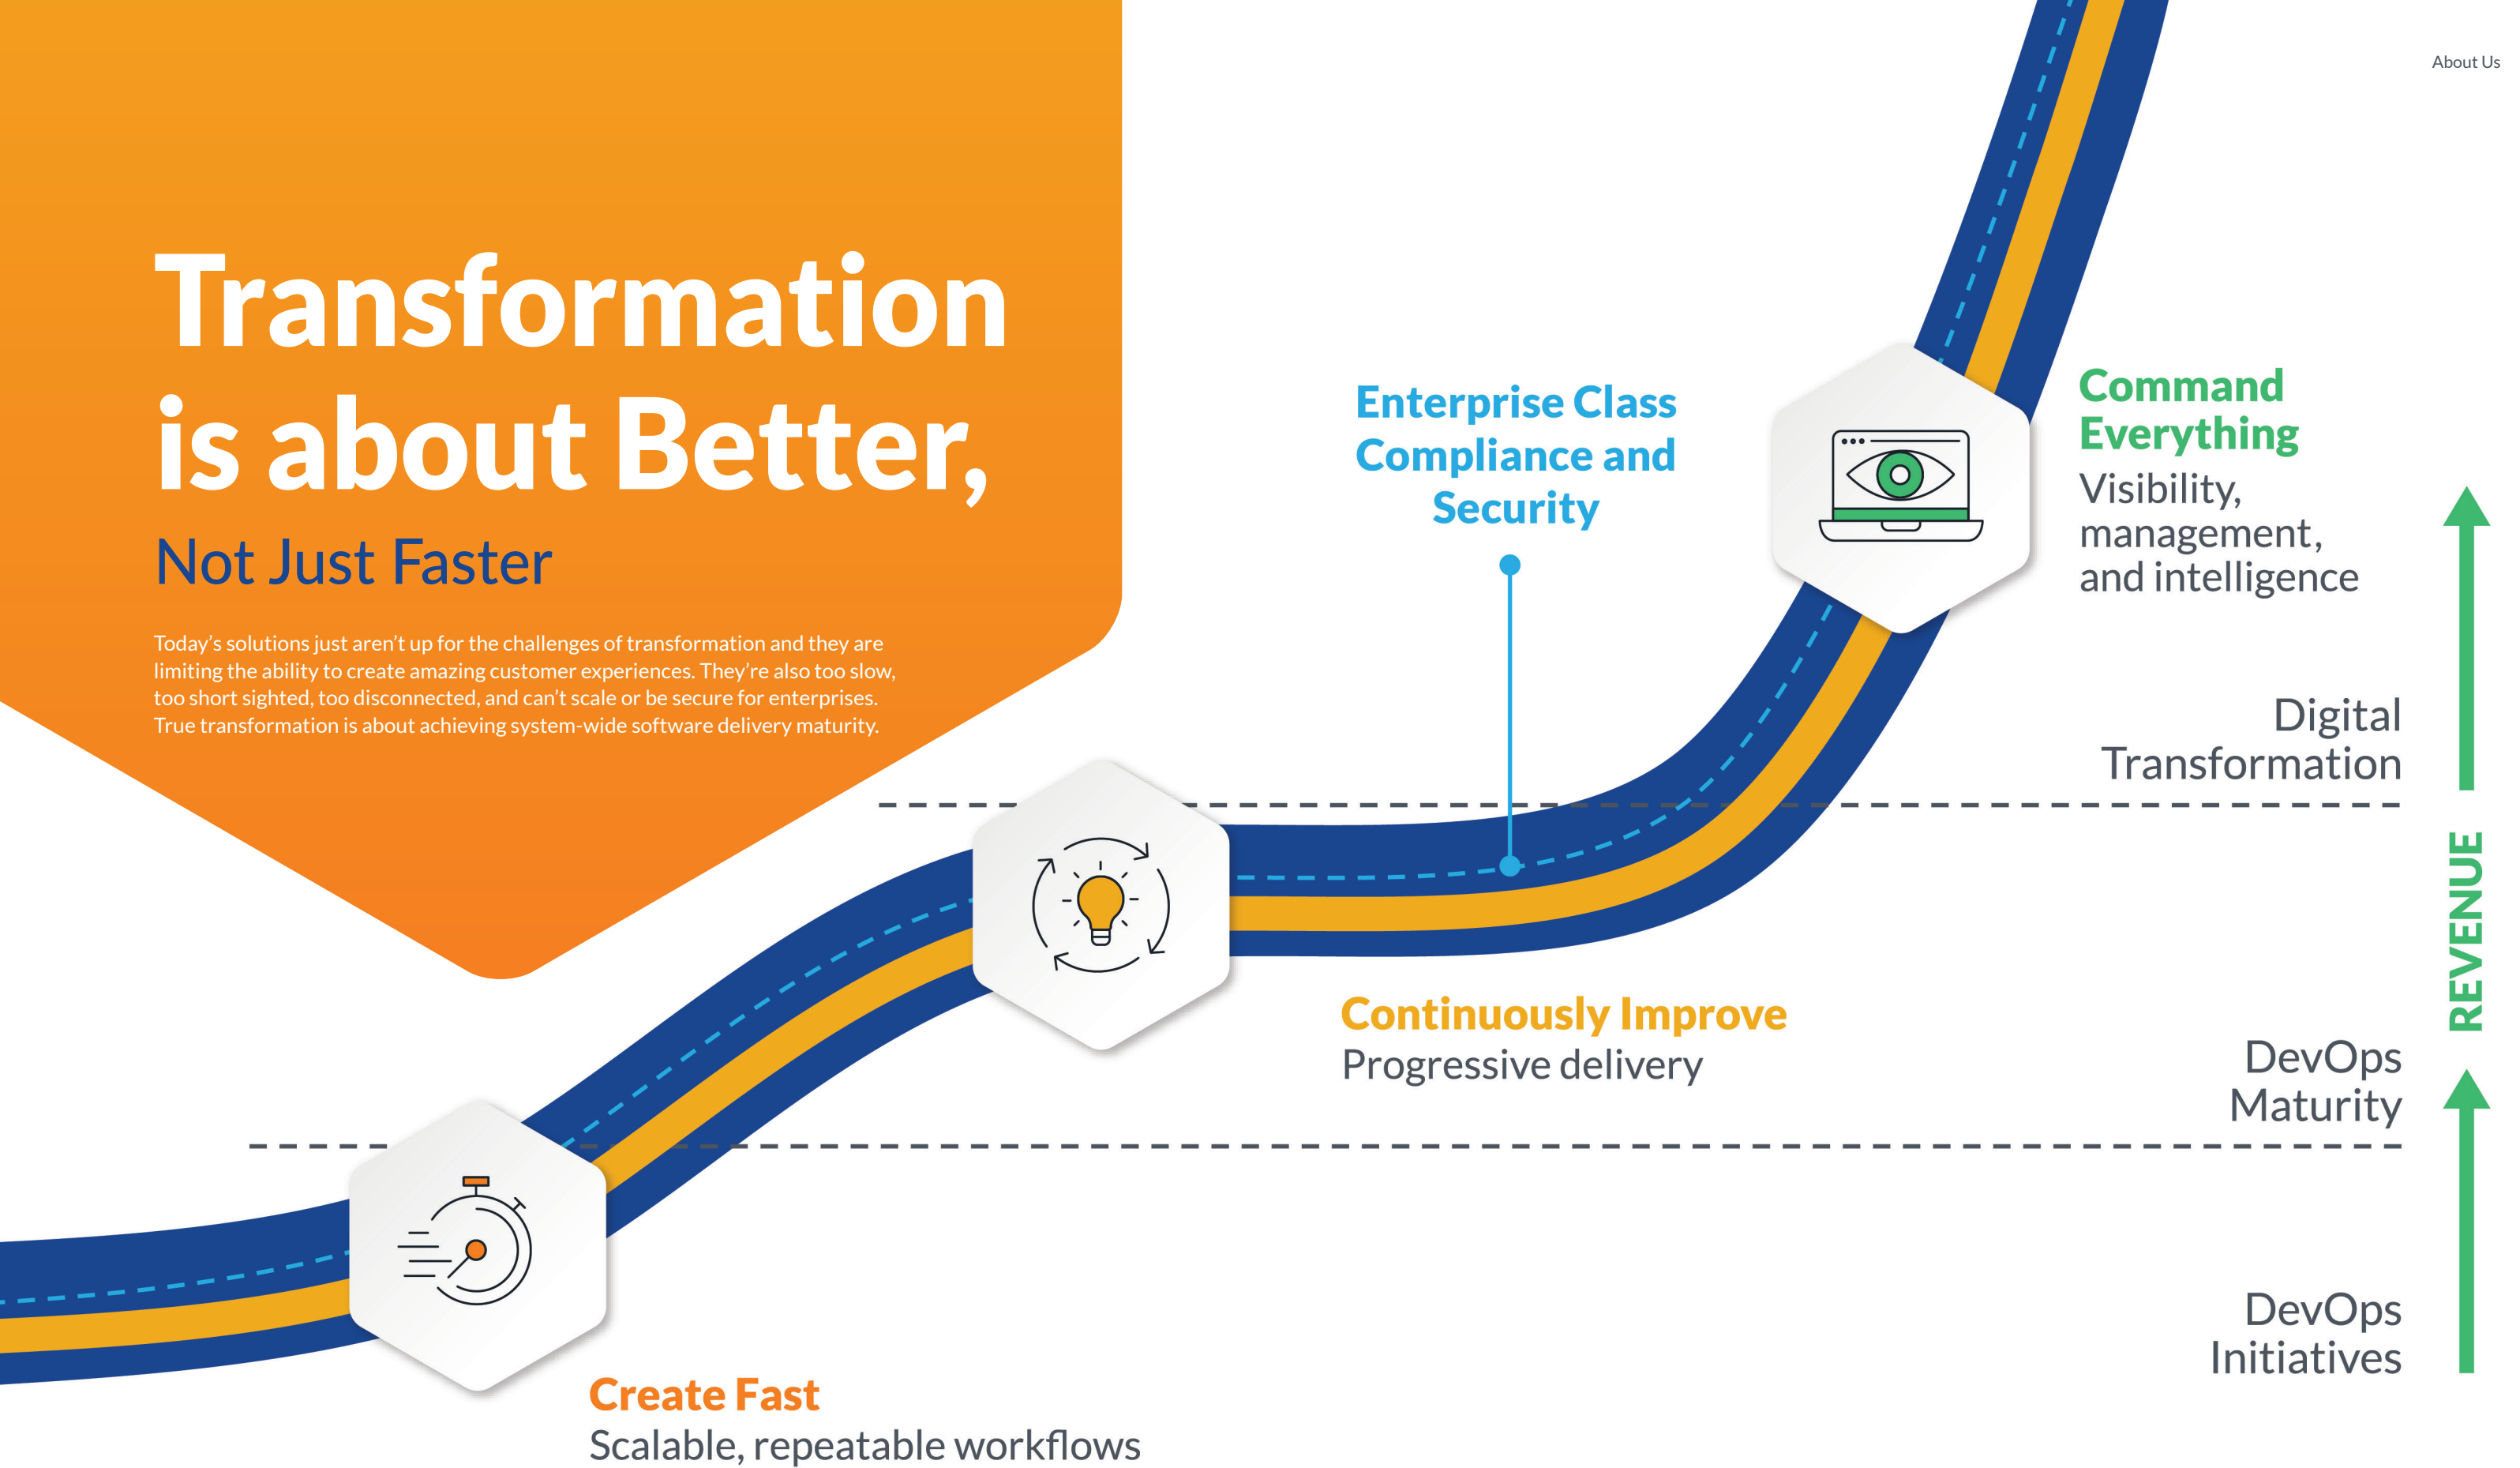 About Us
Transformation
is about Better,
Not Just Faster
Today’s solutions just aren’t up for the challenges of transformation and they are
limiting the ability to create amazing customer experiences. They’re also too slow,
too short sighted, too disconnected, and can’t scale or be secure for enterprises.
True transformation is about achieving system-wide software delivery maturity.
Enterprise Class
Compliance and
Security
Command
Everything
Visibility,
management,
and intelligence
Digital
Transformation
REVENUE
Continuously Improve
Progressive delivery
DevOps
Maturity
DevOps
Initiatives
Create Fast
Scalable, repeatable workflows